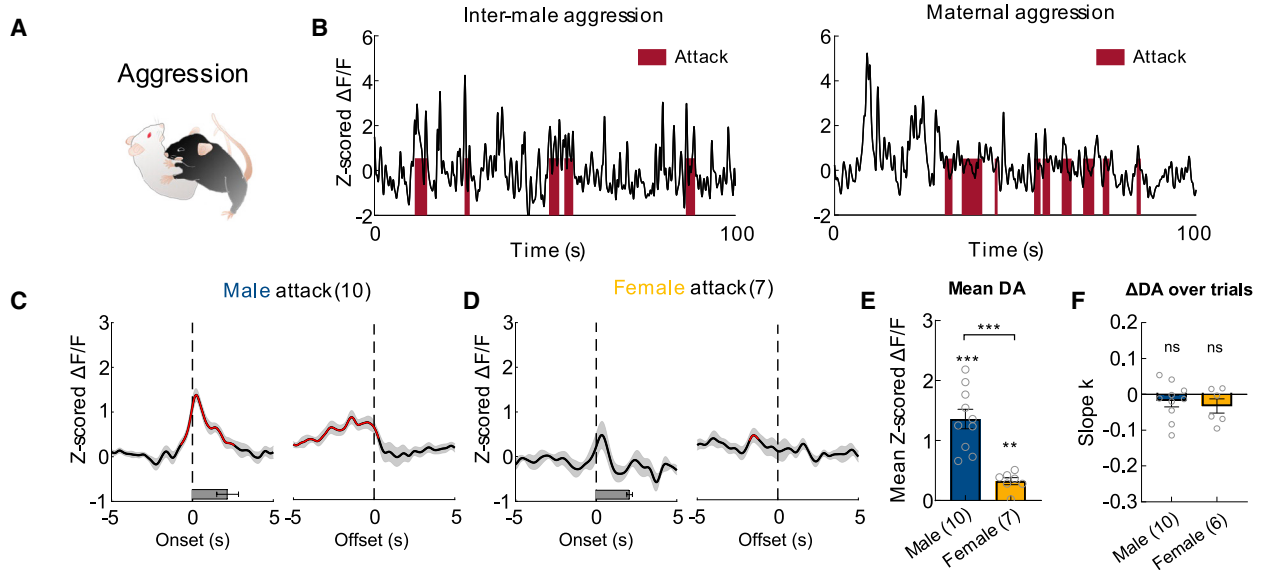 A
Aggression
B
Inter-male aggression
Z-scored ΔF/F
6
4
2
0
-2
Attack
0
100
Time (s)
Maternal aggression
6
4
2
0
-2
Attack
0
100
Time (s)
C
Male attack (10)
Z-scored ΔF/F
3
2
1
0
-1
-5
0
5
Onset (s)
-5
0
5
Offset (s)
D
Female attack (7)
Z-scored ΔF/F
3
2
1
0
-1
-5
0
5
Onset (s)
-5
0
5
Offset (s)
E
Mean DA
Mean Z-scored ΔF/F
3
2
1
0
***
***
**
Male (10)
Female (7)
F
ΔDA over trials
Slope k
0.2
0.1
0
-0.1
-0.2
-0.3
ns
ns
Male (10)
Female (6)